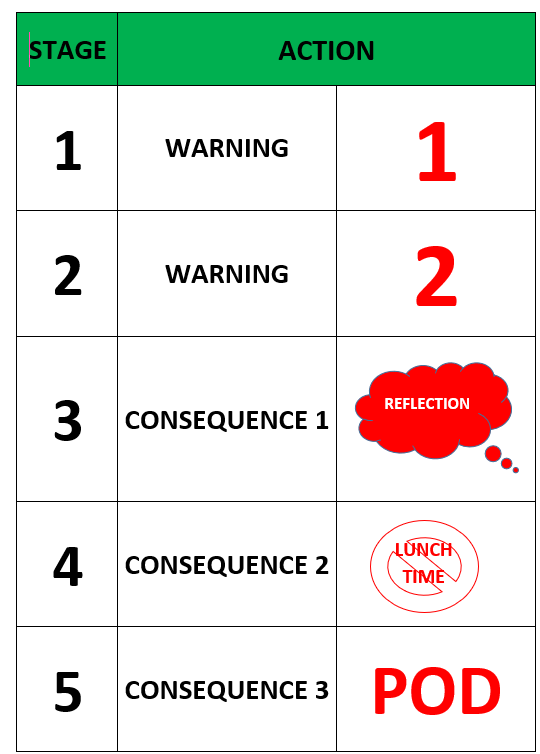 STAGE ACTION
1 WARNING 1
2 WARNING 2
3 CONSEQUENCE 1 REFLECTION
4 CONSEQUENCE 2 LUNCH
TIME
5 CONSEQUENCE 3 POD